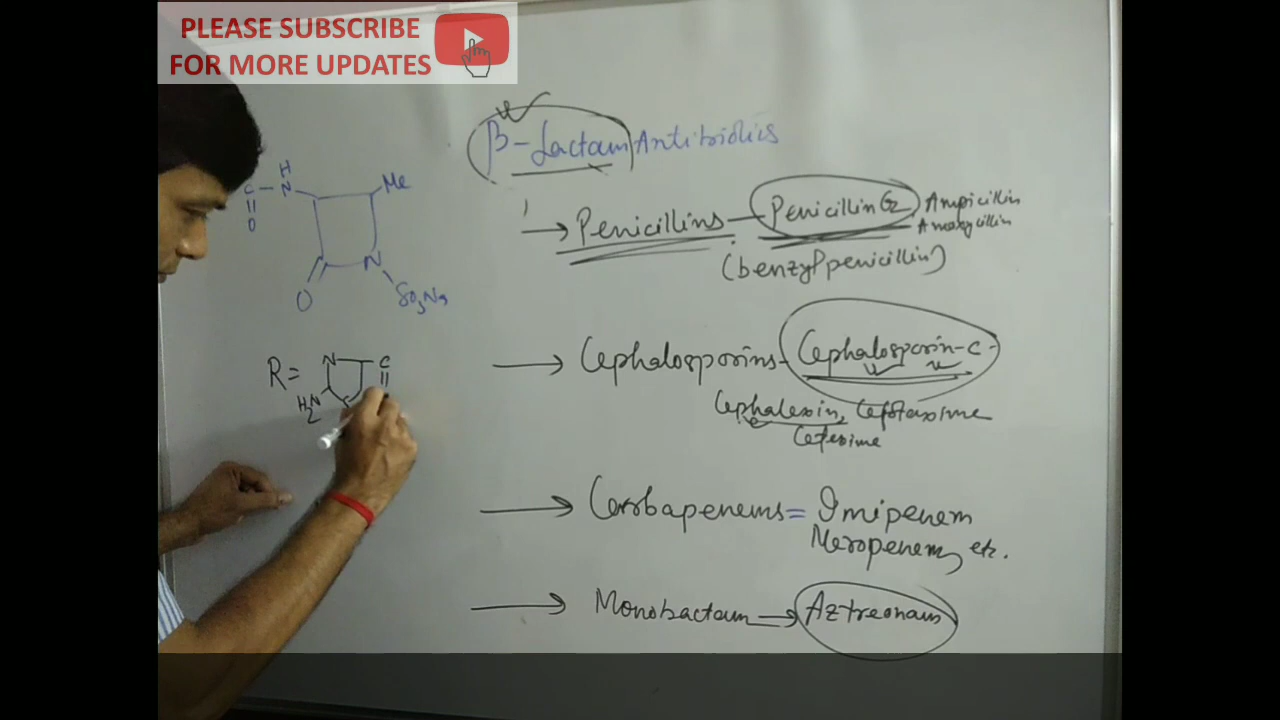 PLEASE SUBSCRIBE
FOR MORE UPDATES
β-Lactam Antibiotics
Penicillins - Penicillin G, Ampicillin
Amoxycillin
(benzylpenicillin)
Cephalosporins - Cephalosporin-C
Cephalexin, Cefotaxime
Cefexime
Carbapenems = Imipenem
Meropenem, etc.
Monobactam → Aztreonam
H
C - N
Me
O
O
N
SO3Na
R = N C
H2N